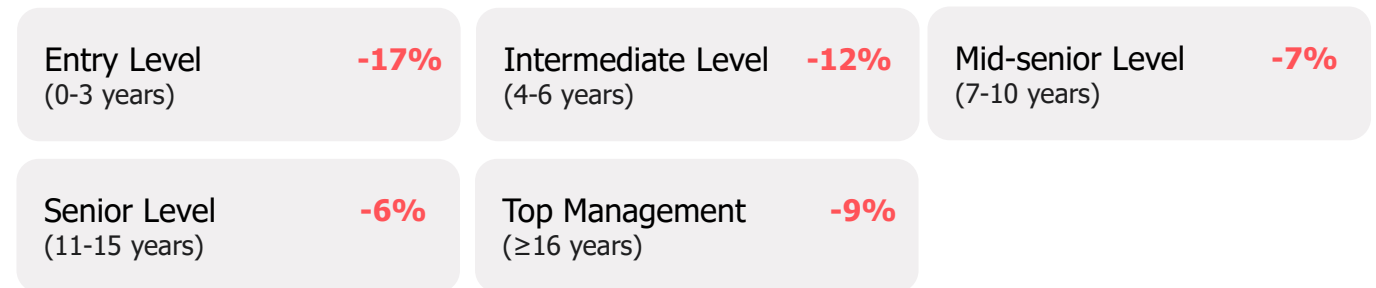 Entry Level -17%
(0-3 years)
Intermediate Level -12%
(4-6 years)
Mid-senior Level -7%
(7-10 years)
Senior Level -6%
(11-15 years)
Top Management -9%
(≥16 years)